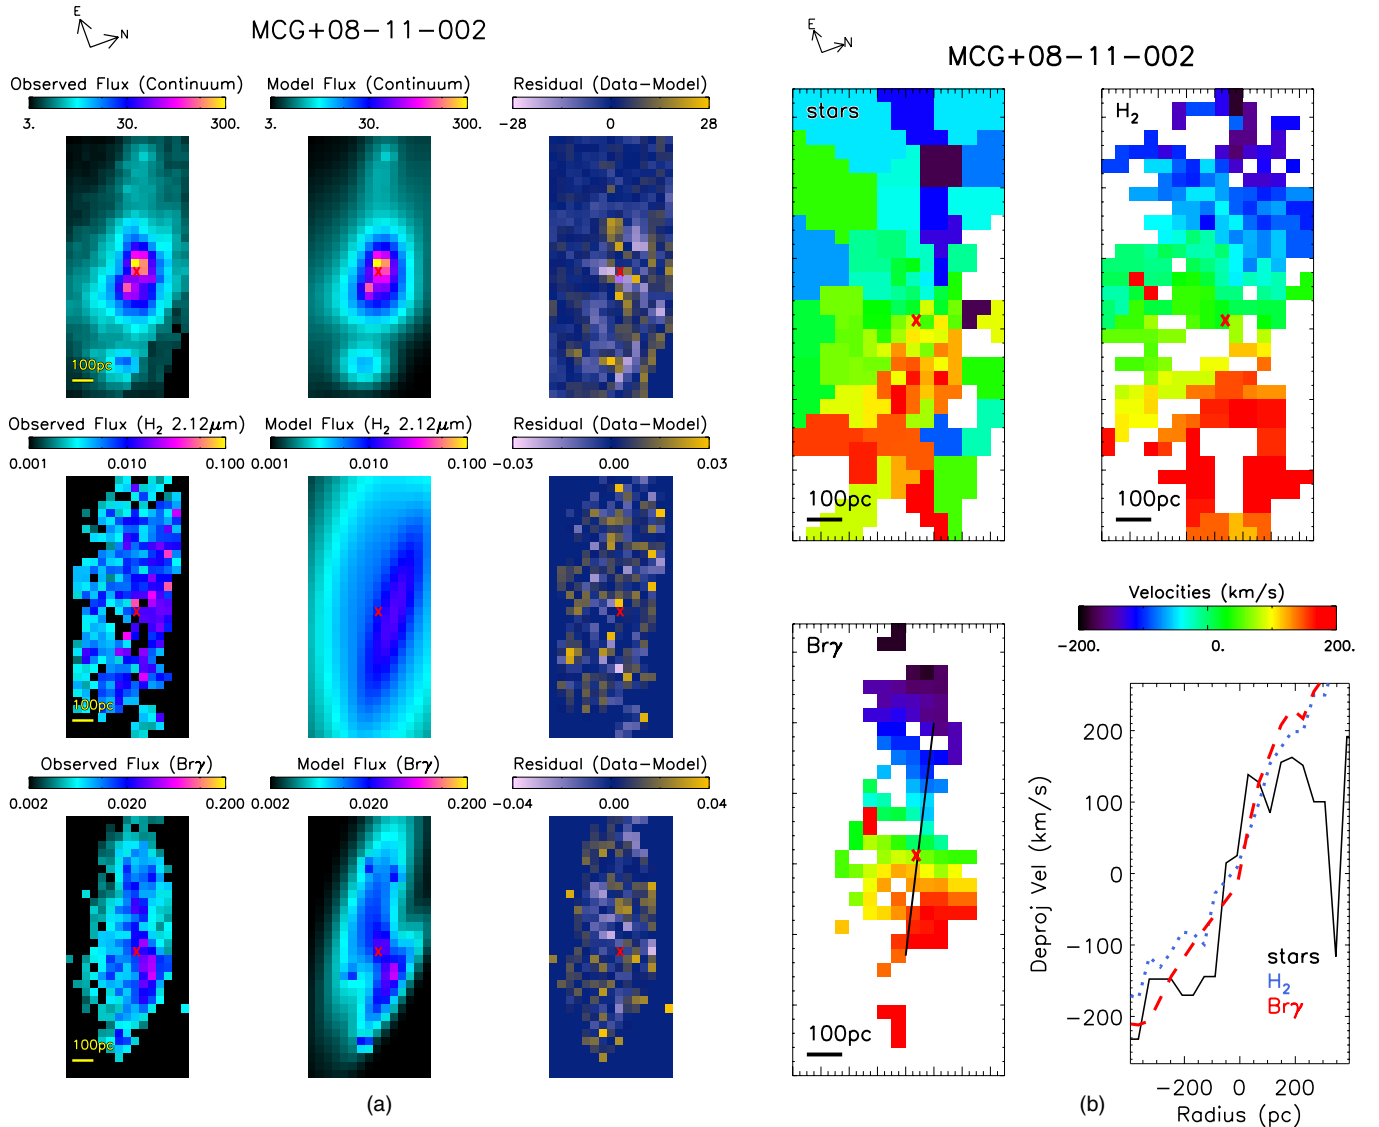 E
N
MCG+08-11-002
Observed Flux (Continuum)
Model Flux (Continuum)
Residual (Data-Model)
3. 30. 300.
3. 30. 300.
-28 0 28
100pc
Observed Flux (H₂ 2.12μm)
Model Flux (H₂ 2.12μm)
Residual (Data-Model)
0.001 0.010 0.100
0.001 0.010 0.100
-0.03 0.00 0.03
100pc
Observed Flux (Brγ)
Model Flux (Brγ)
Residual (Data-Model)
0.002 0.020 0.200
0.002 0.020 0.200
-0.04 0.00 0.04
100pc
(a)
E
N
MCG+08-11-002
stars
100pc
H₂
100pc
Brγ
100pc
Velocities (km/s)
-200. 0. 200.
Deproj Vel (km/s)
200
100
0
-100
-200
stars
H₂
Brγ
-200 0 200
Radius (pc)
(b)